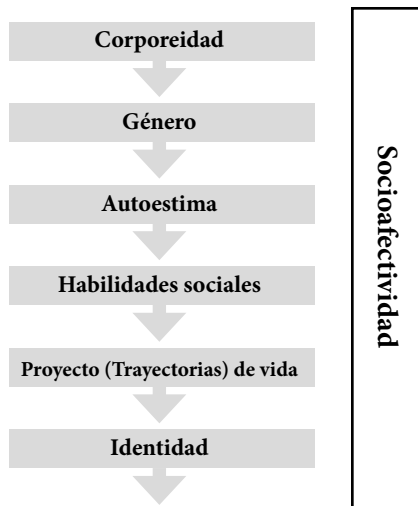 Corporeidad
Género
Autoestima
Habilidades sociales
Proyecto (Trayectorias) de vida
Identidad
Socioafectividad